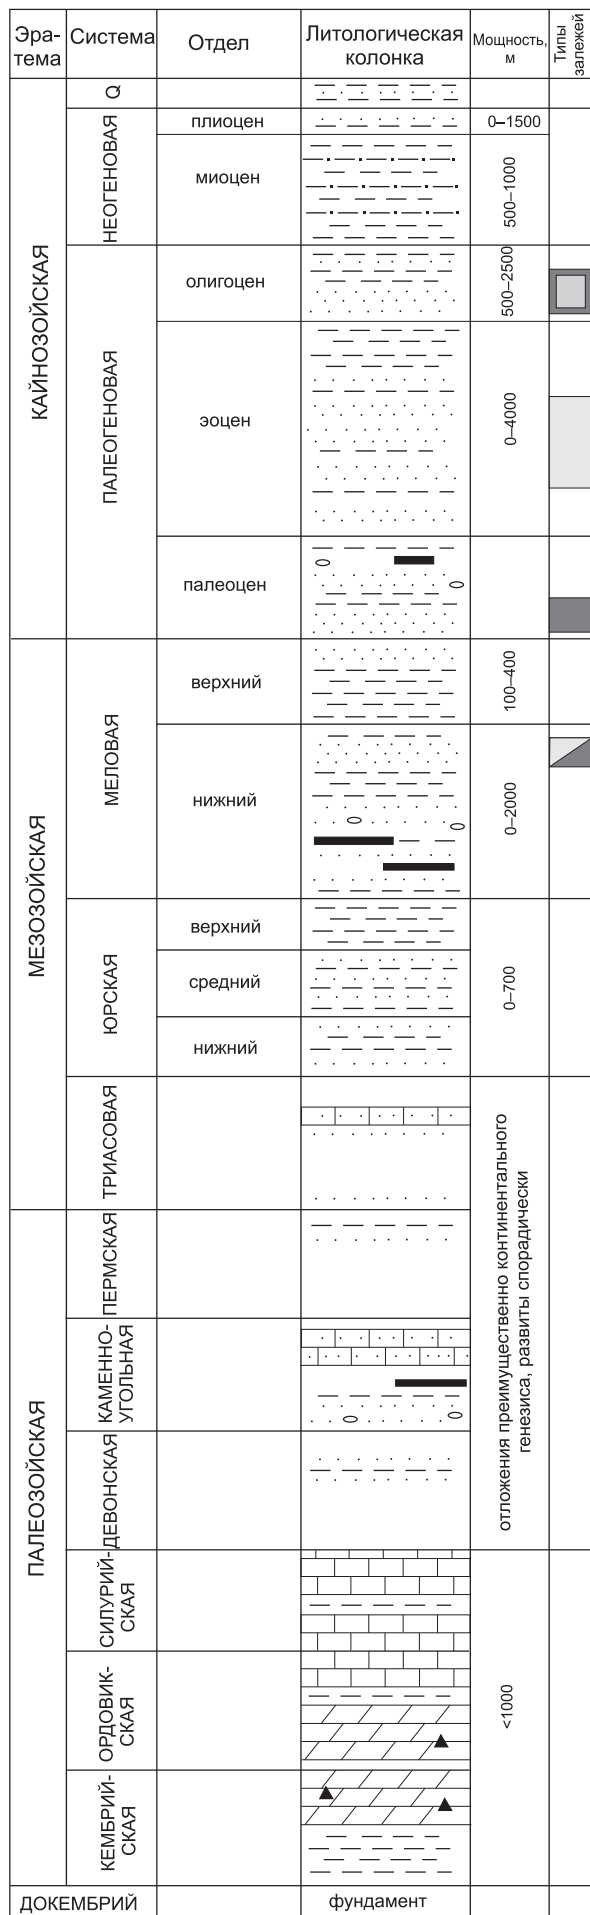 Эра-
тема
Система
Отдел
Литологическая
колонка
Мощность,
м
Типы
залежей
КАЙНОЗОЙСКАЯ
Q
НЕОГЕНОВАЯ
плиоцен
0–1500
миоцен
500–1000
ПАЛЕОГЕНОВАЯ
олигоцен
500–2500
эоцен
0–4000
палеоцен
МЕЗОЗОЙСКАЯ
МЕЛОВАЯ
верхний
100–400
нижний
0–2000
ЮРСКАЯ
верхний
средний
0–700
нижний
ТРИАСОВАЯ
отложения преимущественно континентального
генезиса, развиты спорадически
ПАЛЕОЗОЙСКАЯ
ПЕРМСКАЯ
КАМЕННО-
УГОЛЬНАЯ
ДЕВОНСКАЯ
СИЛУРИЙ-
СКАЯ
<1000
ОРДОВИК-
СКАЯ
КЕМБРИЙ-
СКАЯ
ДОКЕМБРИЙ
фундамент